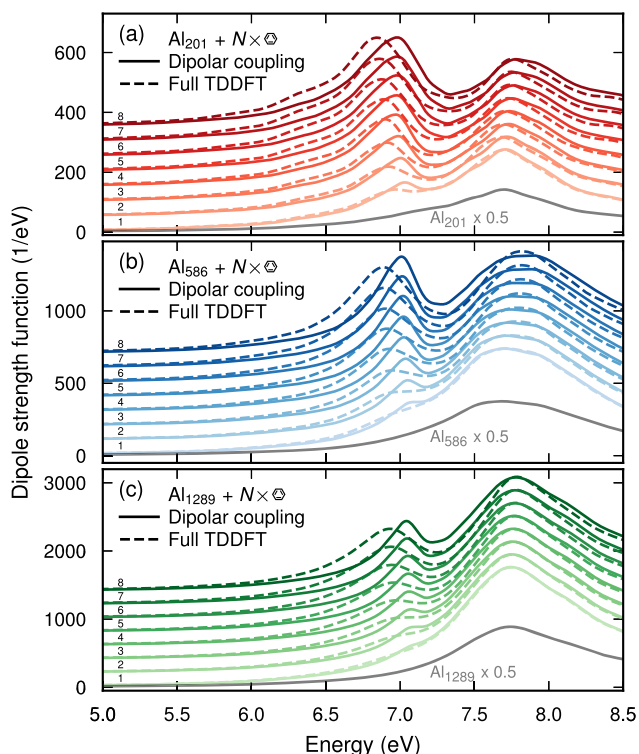 Dipole strength function (1/eV)
(a)
Al201 + N×
Dipolar coupling
Full TDDFT
600
400
200
0
8
7
6
5
4
3
2
1
Al201 x 0.5
(b)
Al586 + N×
Dipolar coupling
Full TDDFT
1000
500
0
8
7
6
5
4
3
2
1
Al586 x 0.5
(c)
Al1289 + N×
Dipolar coupling
Full TDDFT
3000
2000
1000
0
8
7
6
5
4
3
2
1
Al1289 x 0.5
5.0 5.5 6.0 6.5 7.0 7.5 8.0 8.5
Energy (eV)